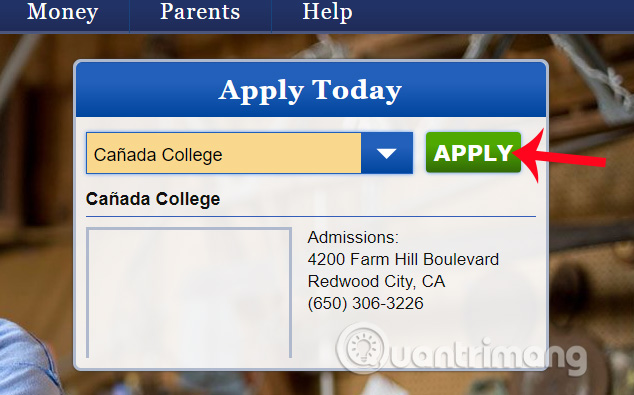 Money Parents Help
Apply Today
Cañada College
APPLY
Cañada College
Admissions:
4200 Farm Hill Boulevard
Redwood City, CA
(650) 306-3226
Quantrimang